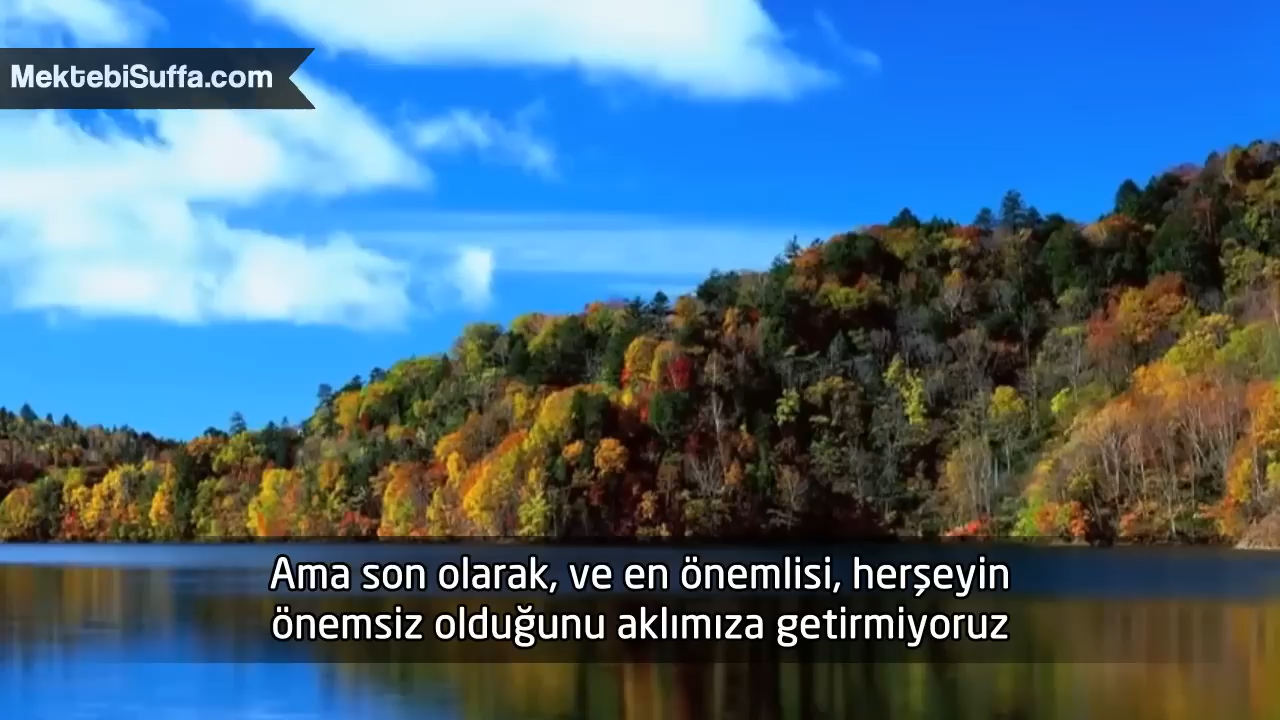 MektebiSuffa.com
Ama son olarak, ve en önemlisi, herşeyin
önemsiz olduğunu aklımıza getirmiyoruz